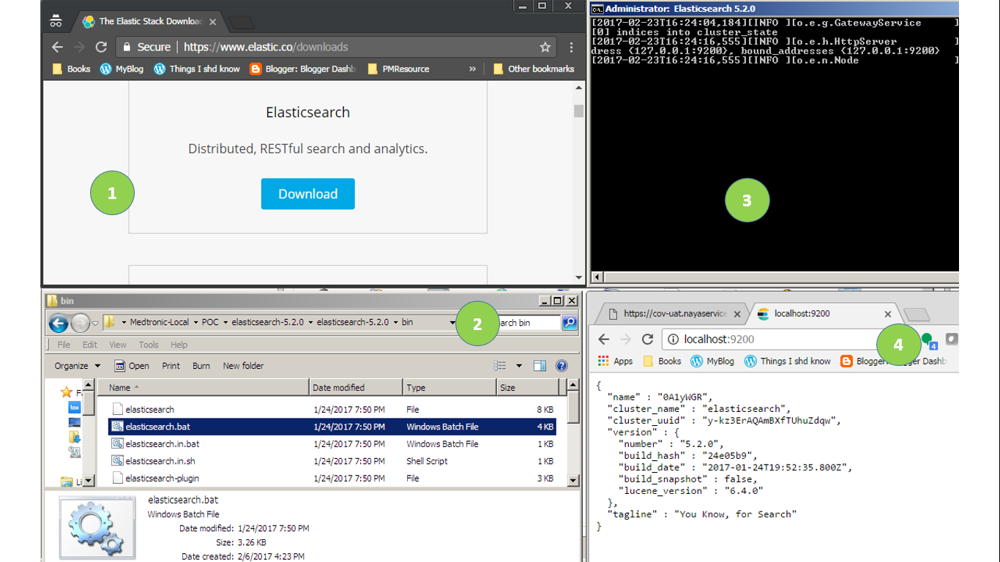 The Elastic Stack Download
Secure | https://www.elastic.co/downloads
Books MyBlog Things I shd know Blogger: Blogger Dashb PMResource » Other bookmarks
Elasticsearch
Distributed, RESTful search and analytics.
1
Download
Administrator: Elasticsearch 5.2.0
[2017-02-23T16:24:04,184][INFO ][o.e.g.GatewayService ]
[0] indices into cluster_state
[2017-02-23T16:24:16,555][INFO ][o.e.h.HttpServer ]
dress {127.0.0.1:9200}, bound_addresses {127.0.0.1:9200}
[2017-02-23T16:24:16,555][INFO ][o.e.n.Node ]
3
bin
Medtronic-Local POC elasticsearch-5.2.0 elasticsearch-5.2.0 bin 2 arch bin
File Edit View Tools Help
Organize Open Print Burn New folder
Name Date modified Type Size
elasticsearch 1/24/2017 7:50 PM File 8 KB
elasticsearch.bat 1/24/2017 7:50 PM Windows Batch File 4 KB
elasticsearch.in.bat 1/24/2017 7:50 PM Windows Batch File 1 KB
elasticsearch.in.sh 1/24/2017 7:50 PM Shell Script 1 KB
elasticsearch-plugin 1/24/2017 7:50 PM File 3 KB
elasticsearch.bat
Windows Batch File
Date modified: 1/24/2017 7:50 PM
Size: 3.26 KB
Date created: 2/6/2017 4:23 PM
https://cov-uat.nayaservice localhost:9200
localhost:9200 4 4
Apps Books MyBlog Things I shd know Blogger: Blogger Dashb
{
"name" : "0A1yWGR",
"cluster_name" : "elasticsearch",
"cluster_uuid" : "y-kz3ErAQAmBXfTUhuZdqw",
"version" : {
"number" : "5.2.0",
"build_hash" : "24e05b9",
"build_date" : "2017-01-24T19:52:35.800Z",
"build_snapshot" : false,
"lucene_version" : "6.4.0"
},
"tagline" : "You Know, for Search"
}